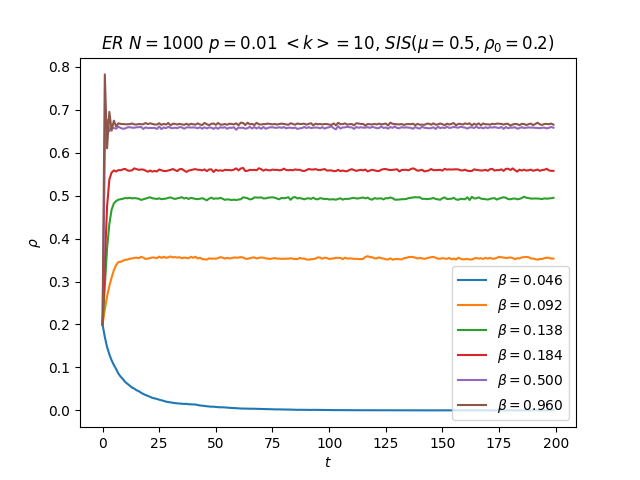 ER N = 1000 p = 0.01 < k > = 10, SIS(μ = 0.5, ρ₀ = 0.2)
0.8
0.7
0.6
0.5
0.4
0.3
0.2
0.1
0.0
ρ
0 25 50 75 100 125 150 175 200
t
β = 0.046
β = 0.092
β = 0.138
β = 0.184
β = 0.500
β = 0.960